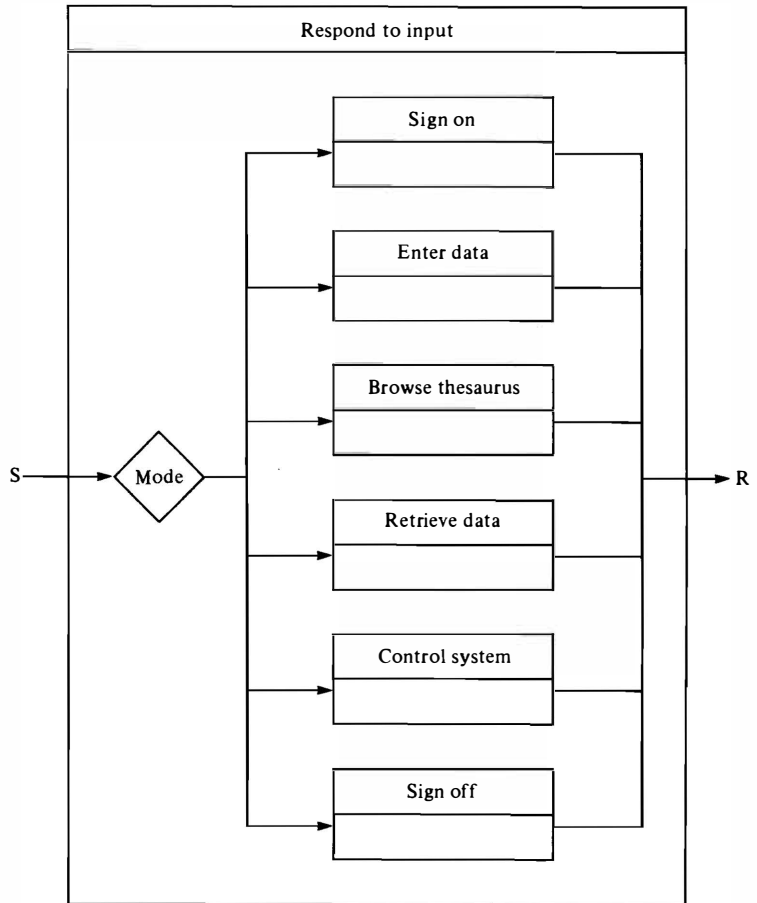 Respond to input
Sign on
Enter data
Browse thesaurus
S
Mode
R
Retrieve data
Control system
Sign off